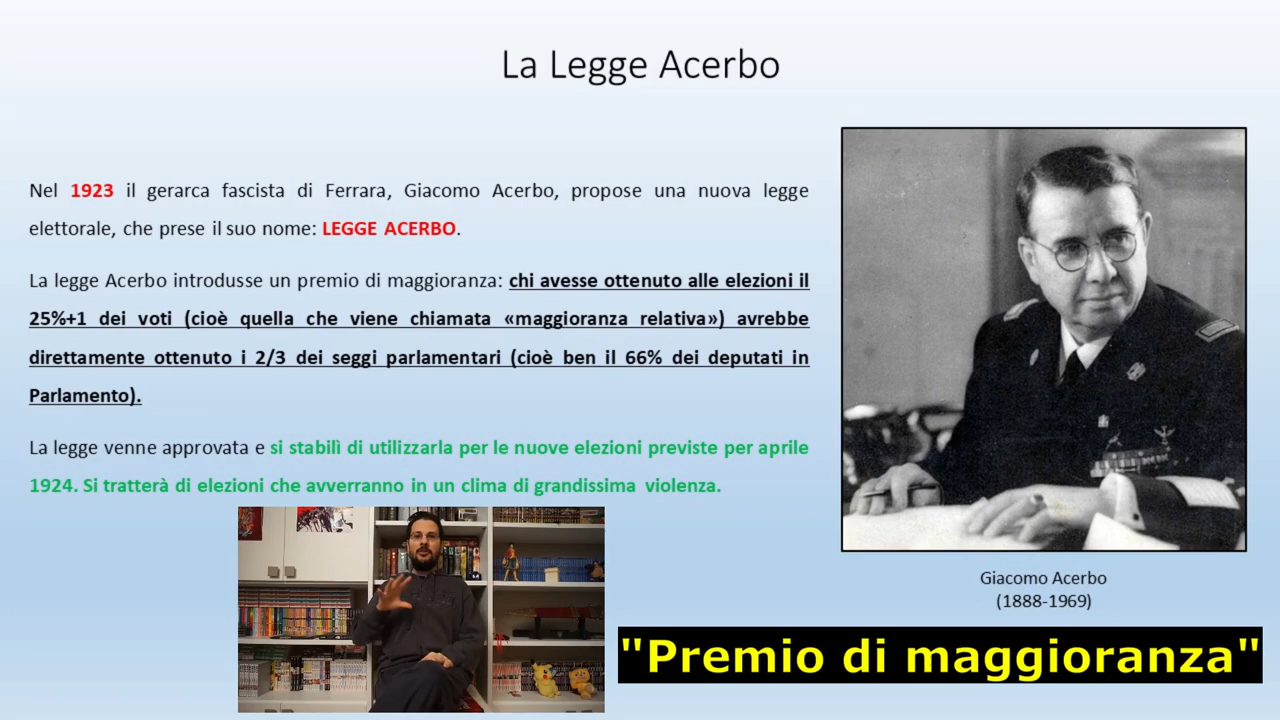 La Legge Acerbo
Nel 1923 il gerarca fascista di Ferrara, Giacomo Acerbo, propose una nuova legge
elettorale, che prese il suo nome: LEGGE ACERBO.
La legge Acerbo introdusse un premio di maggioranza: chi avesse ottenuto alle elezioni il
25%+1 dei voti (cioè quella che viene chiamata «maggioranza relativa») avrebbe
direttamente ottenuto i 2/3 dei seggi parlamentari (cioè ben il 66% dei deputati in
Parlamento).
La legge venne approvata e si stabilì di utilizzarla per le nuove elezioni previste per aprile
1924. Si tratterà di elezioni che avverranno in un clima di grandissima violenza.
Giacomo Acerbo
(1888-1969)
"Premio di maggioranza"